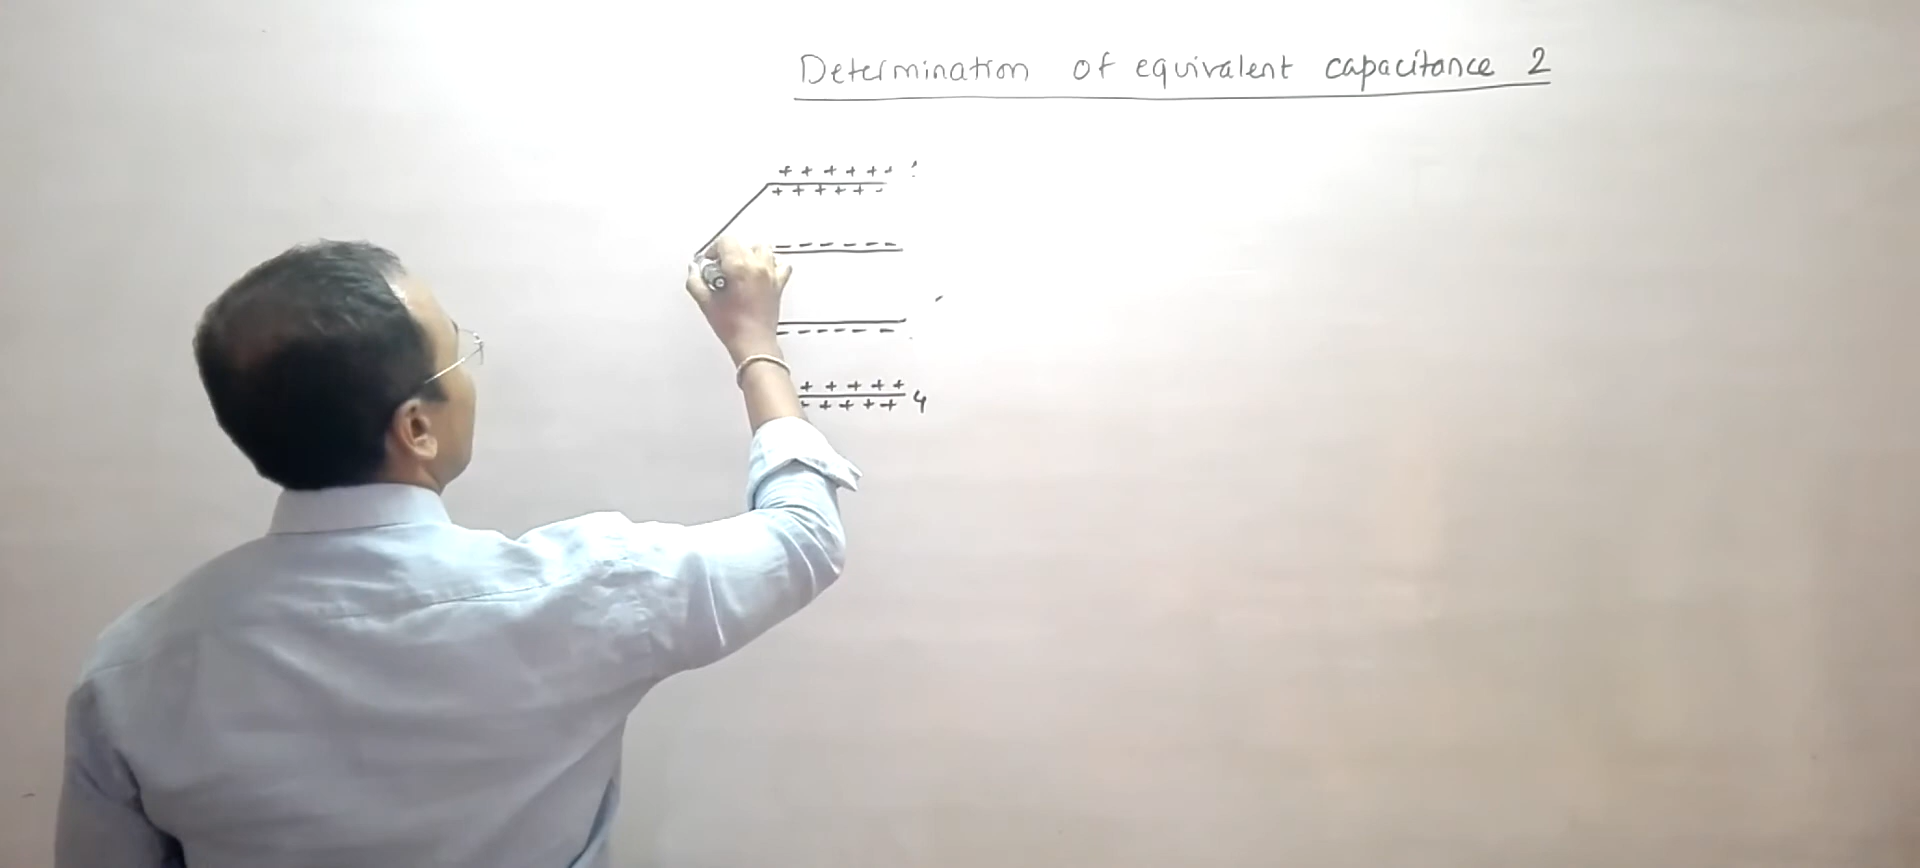 Determination of equivalent capacitance 2
+ + + + + +
+ + + + + -
- - - - - -
- - - - - -
+ + + + +
+ + + + + 4